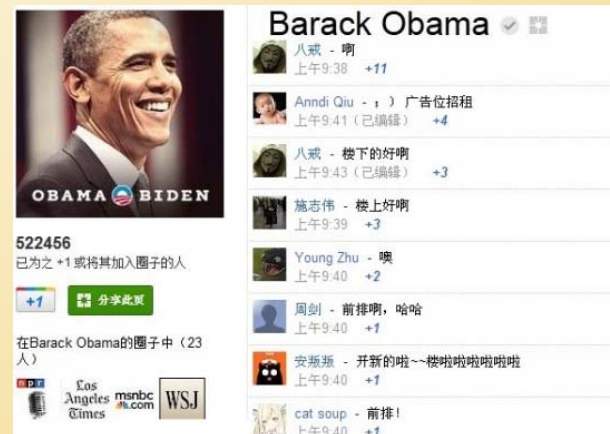 OBAMA BIDEN
522456
已为之 +1 或将其加入圈子的人
+1
分享此页
在Barack Obama的圈子中（23
人）
npr
Los
Angeles
Times
msnbc
.com
WSJ
Barack Obama
八戒 - 啊
上午9:38 +11
Anndi Qiu - ；） 广告位招租
上午9:41（已编辑） +4
八戒 - 楼下的好啊
上午9:43（已编辑） +3
施志伟 - 楼上好啊
上午9:39 +3
Young Zhu - 噢
上午9:40 +2
周剑 - 前排啊，哈哈
上午9:40 +1
安叛叛 - 开新的啦~~楼啦啦啦啦啦啦
上午9:40 +1
cat soup - 前排！
上午9:40 +1